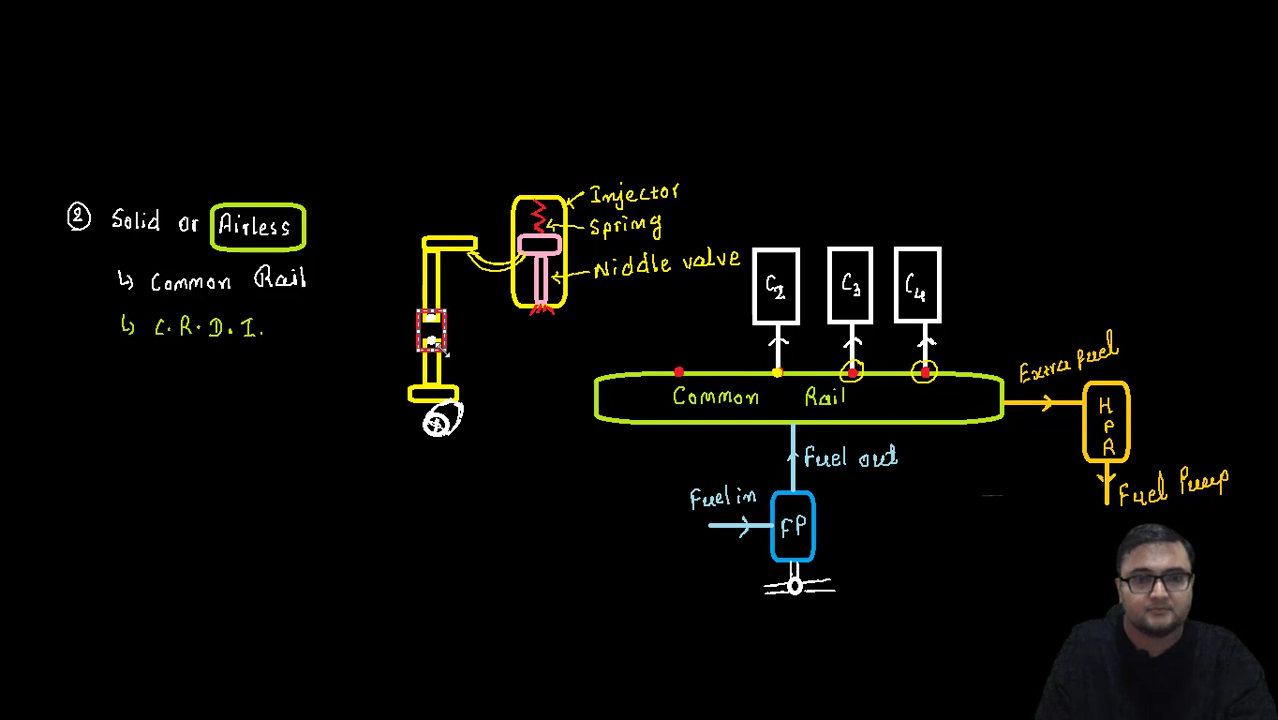 ② Solid or Airless
↳ Common Rail
↳ C.R.D.I.
Injector
Spring
Niddle valve
C2
C3
C4
Common Rail
Extra fuel
HPR
Fuel Pump
Fuel out
Fuel in
FP